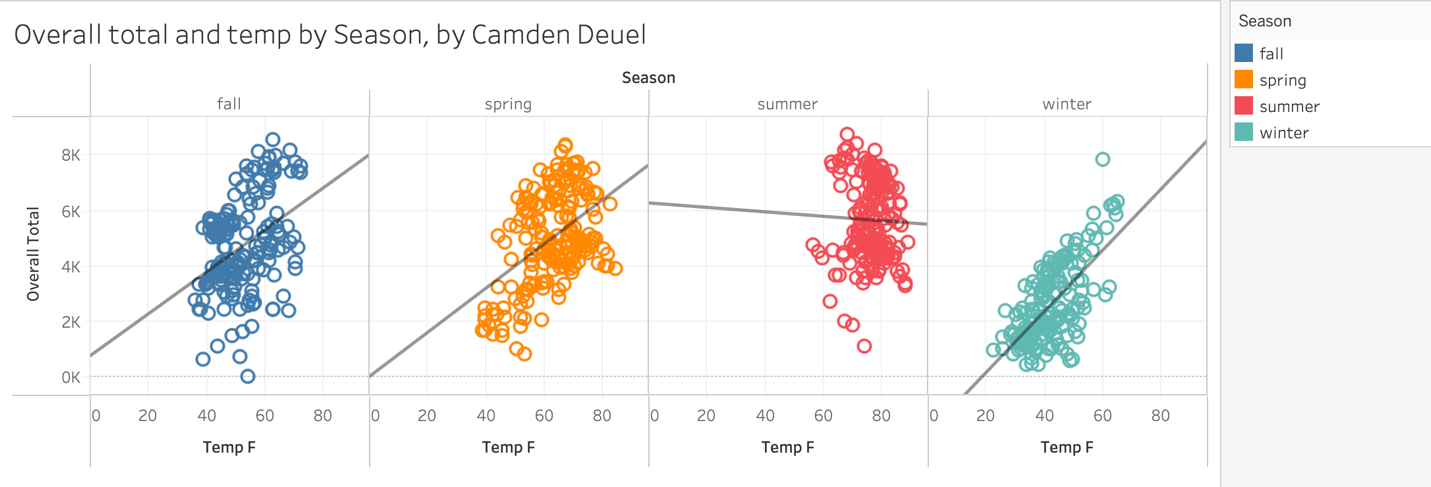 Overall total and temp by Season, by Camden Deuel
Season
fall spring summer winter
Overall Total
8K
6K
4K
2K
0K
0 20 40 60 80 0 20 40 60 80 0 20 40 60 80 0 20 40 60 80
Temp F Temp F Temp F Temp F
Season
fall
spring
summer
winter